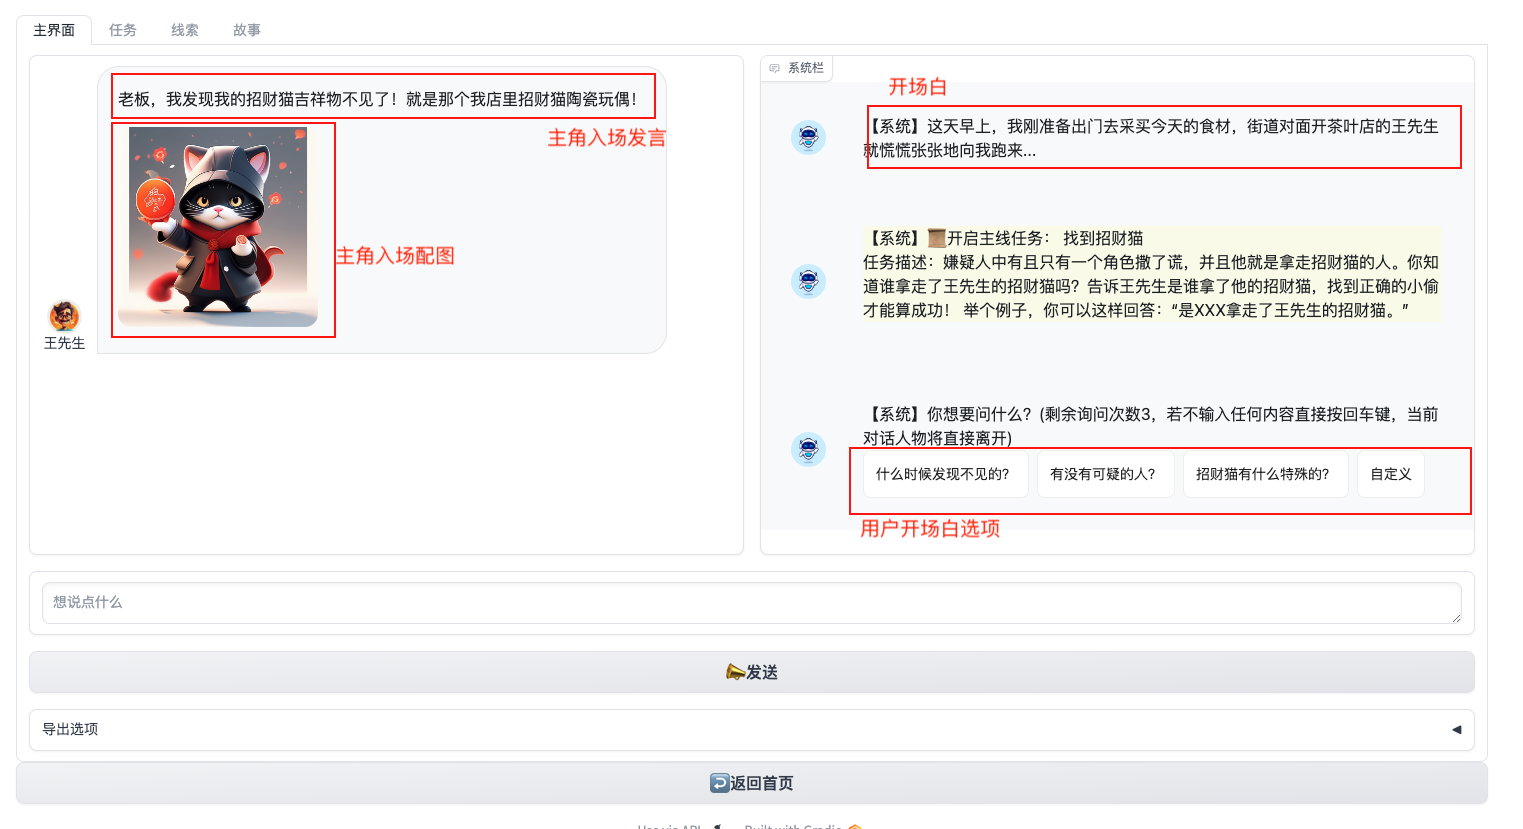 主界面
任务
线索
故事
老板，我发现我的招财猫吉祥物不见了！就是那个我店里招财猫陶瓷玩偶！
主角入场发言
主角入场配图
王先生
系统栏
开场白
【系统】这天早上，我刚准备出门去采买今天的食材，街道对面开茶叶店的王先生
就慌慌张张地向我跑来...
【系统】📜开启主线任务： 找到招财猫
任务描述：嫌疑人中有且只有一个角色撒了谎，并且他就是拿走招财猫的人。你知
道谁拿走了王先生的招财猫吗？告诉王先生是谁拿了他的招财猫，找到正确的小偷
才能算成功！ 举个例子，你可以这样回答：“是XXX拿走了王先生的招财猫。”
【系统】你想要问什么？(剩余询问次数3，若不输入任何内容直接按回车键，当前
对话人物将直接离开)
什么时候发现不见的？
有没有可疑的人？
招财猫有什么特殊的？
自定义
用户开场白选项
想说点什么
📣发送
导出选项
↩️返回首页